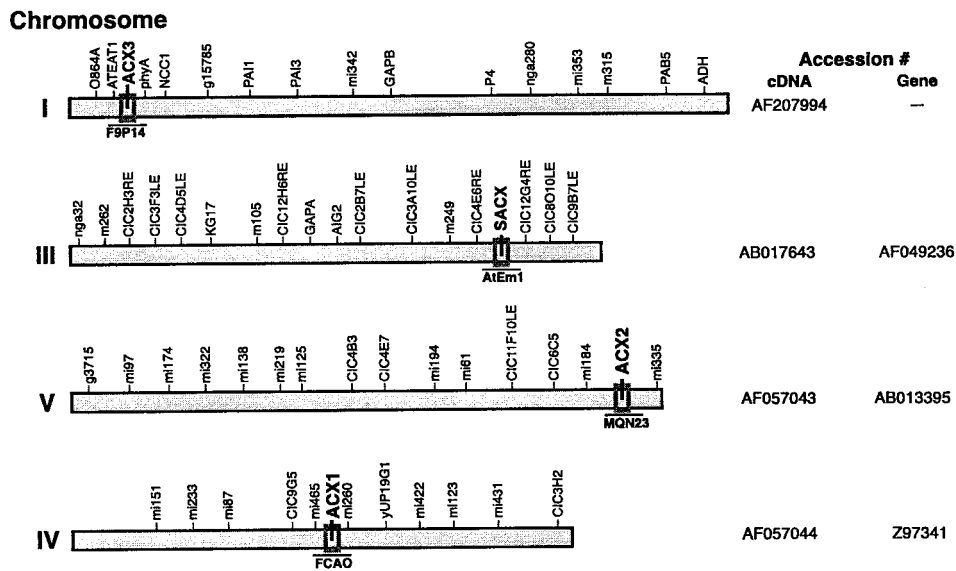 Chromosome
O864A ATEAT1 ACX3 phyA NCC1 g15785 PAI1 PAI3 mi342 GAPB P4 nga280 mi353 m315 PAB5 ADH
Accession #
cDNA Gene
I AF207994 —
F9P14
nga32 m262 CIC2H3RE CIC3F3LE CIC4D5LE KG17 m105 CIC12H6RE GAPA AIG2 CIC2B7LE CIC3A10LE m249 CIC4E6RE SACX CIC12G4RE CIC8O10LE CIC9B7LE
III AB017643 AF049236
AtEm1
g3715 mi97 mi174 mi322 mi138 mi219 mi125 CIC4B3 CIC4E7 mi194 mi61 CIC11F10LE CIC6C5 mi184 ACX2 mi335
V AF057043 AB013395
MQN23
mi151 mi233 mi87 CIC9G5 mi465 ACX1 mi260 yUP19G1 mi422 mi123 mi431 CIC3H2
IV AF057044 Z97341
FCAO